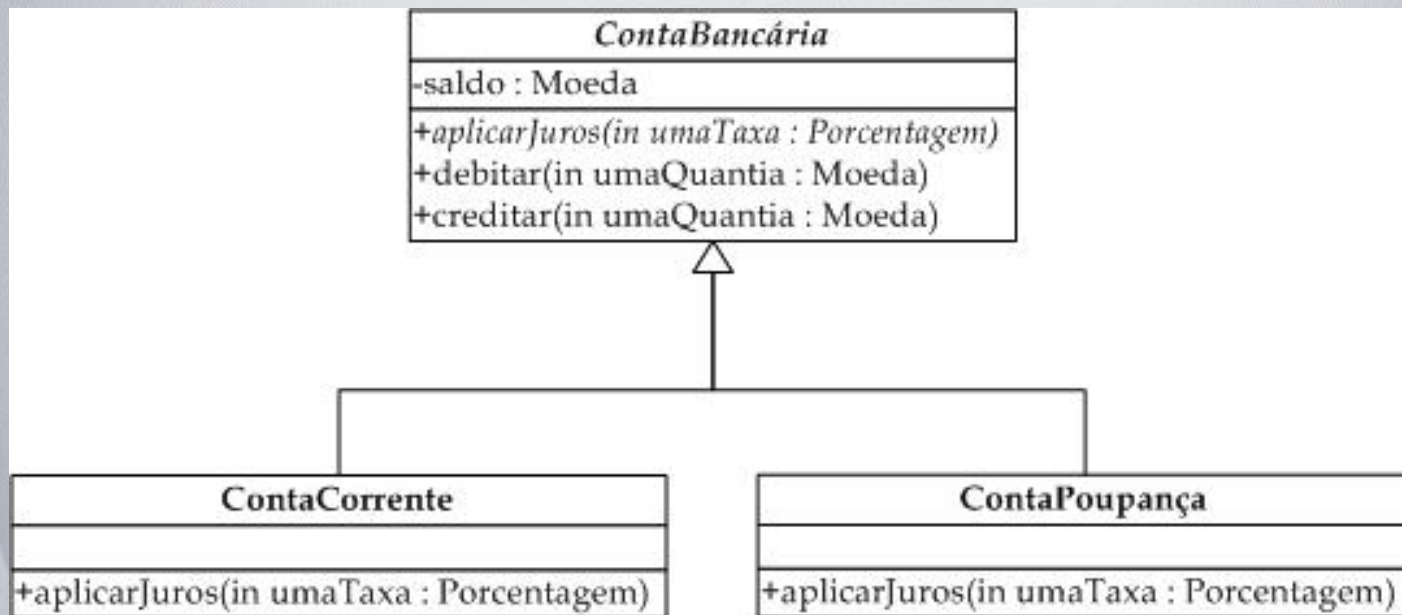 ContaBancária
-saldo : Moeda
+aplicarJuros(in umaTaxa : Porcentagem)
+debitar(in umaQuantia : Moeda)
+creditar(in umaQuantia : Moeda)
ContaCorrente
+aplicarJuros(in umaTaxa : Porcentagem)
ContaPoupança
+aplicarJuros(in umaTaxa : Porcentagem)